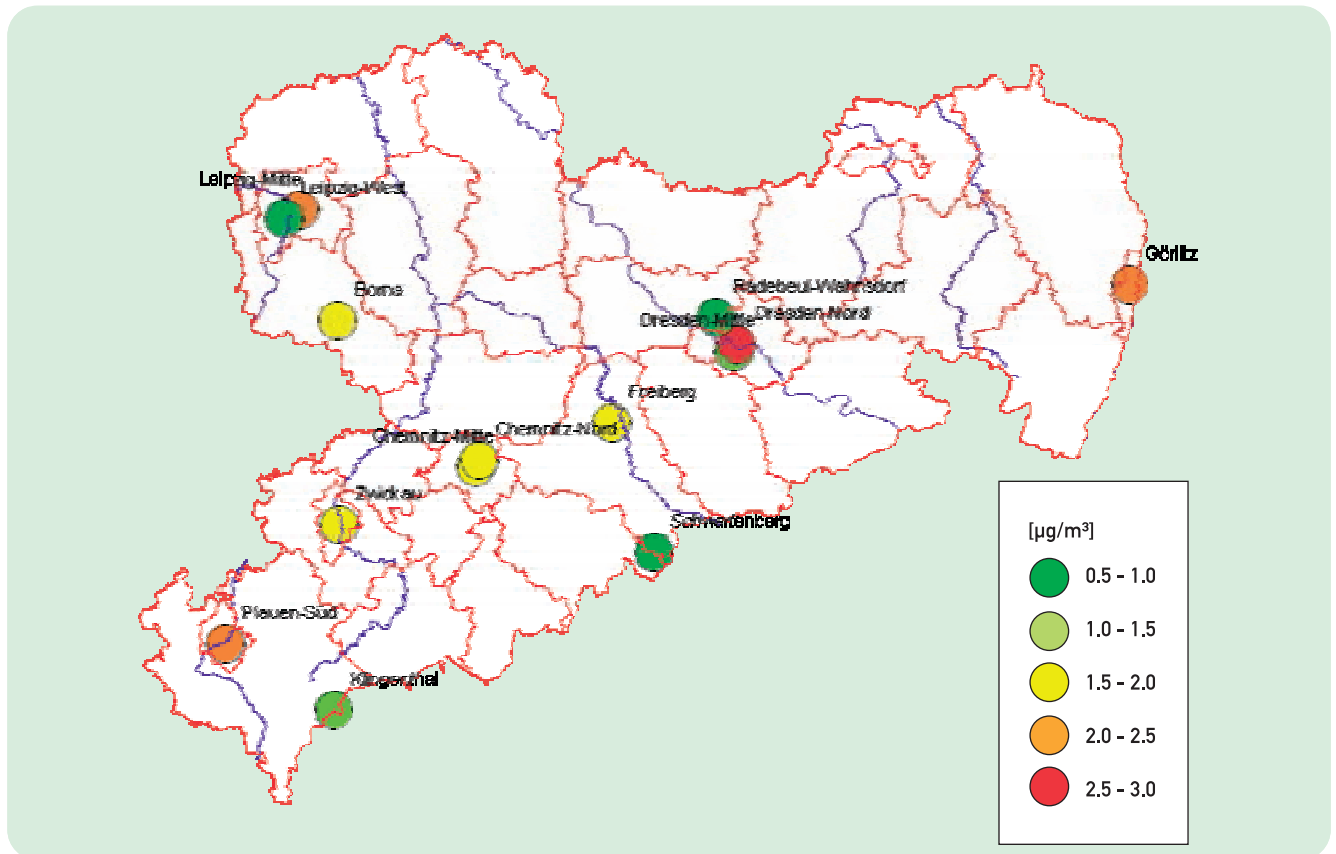 Leipzig-Mitte
Leipzig-West
Görlitz
Borna
Radebeul-Wahnsdorf
Dresden-Mitte
Dresden-Nord
Freiberg
Chemnitz-Mitte
Chemnitz-Nord
Zwickau
Schwartenberg
Plauen-Süd
Klingenthal
[µg/m³]
0.5 – 1.0
1.0 – 1.5
1.5 – 2.0
2.0 – 2.5
2.5 – 3.0